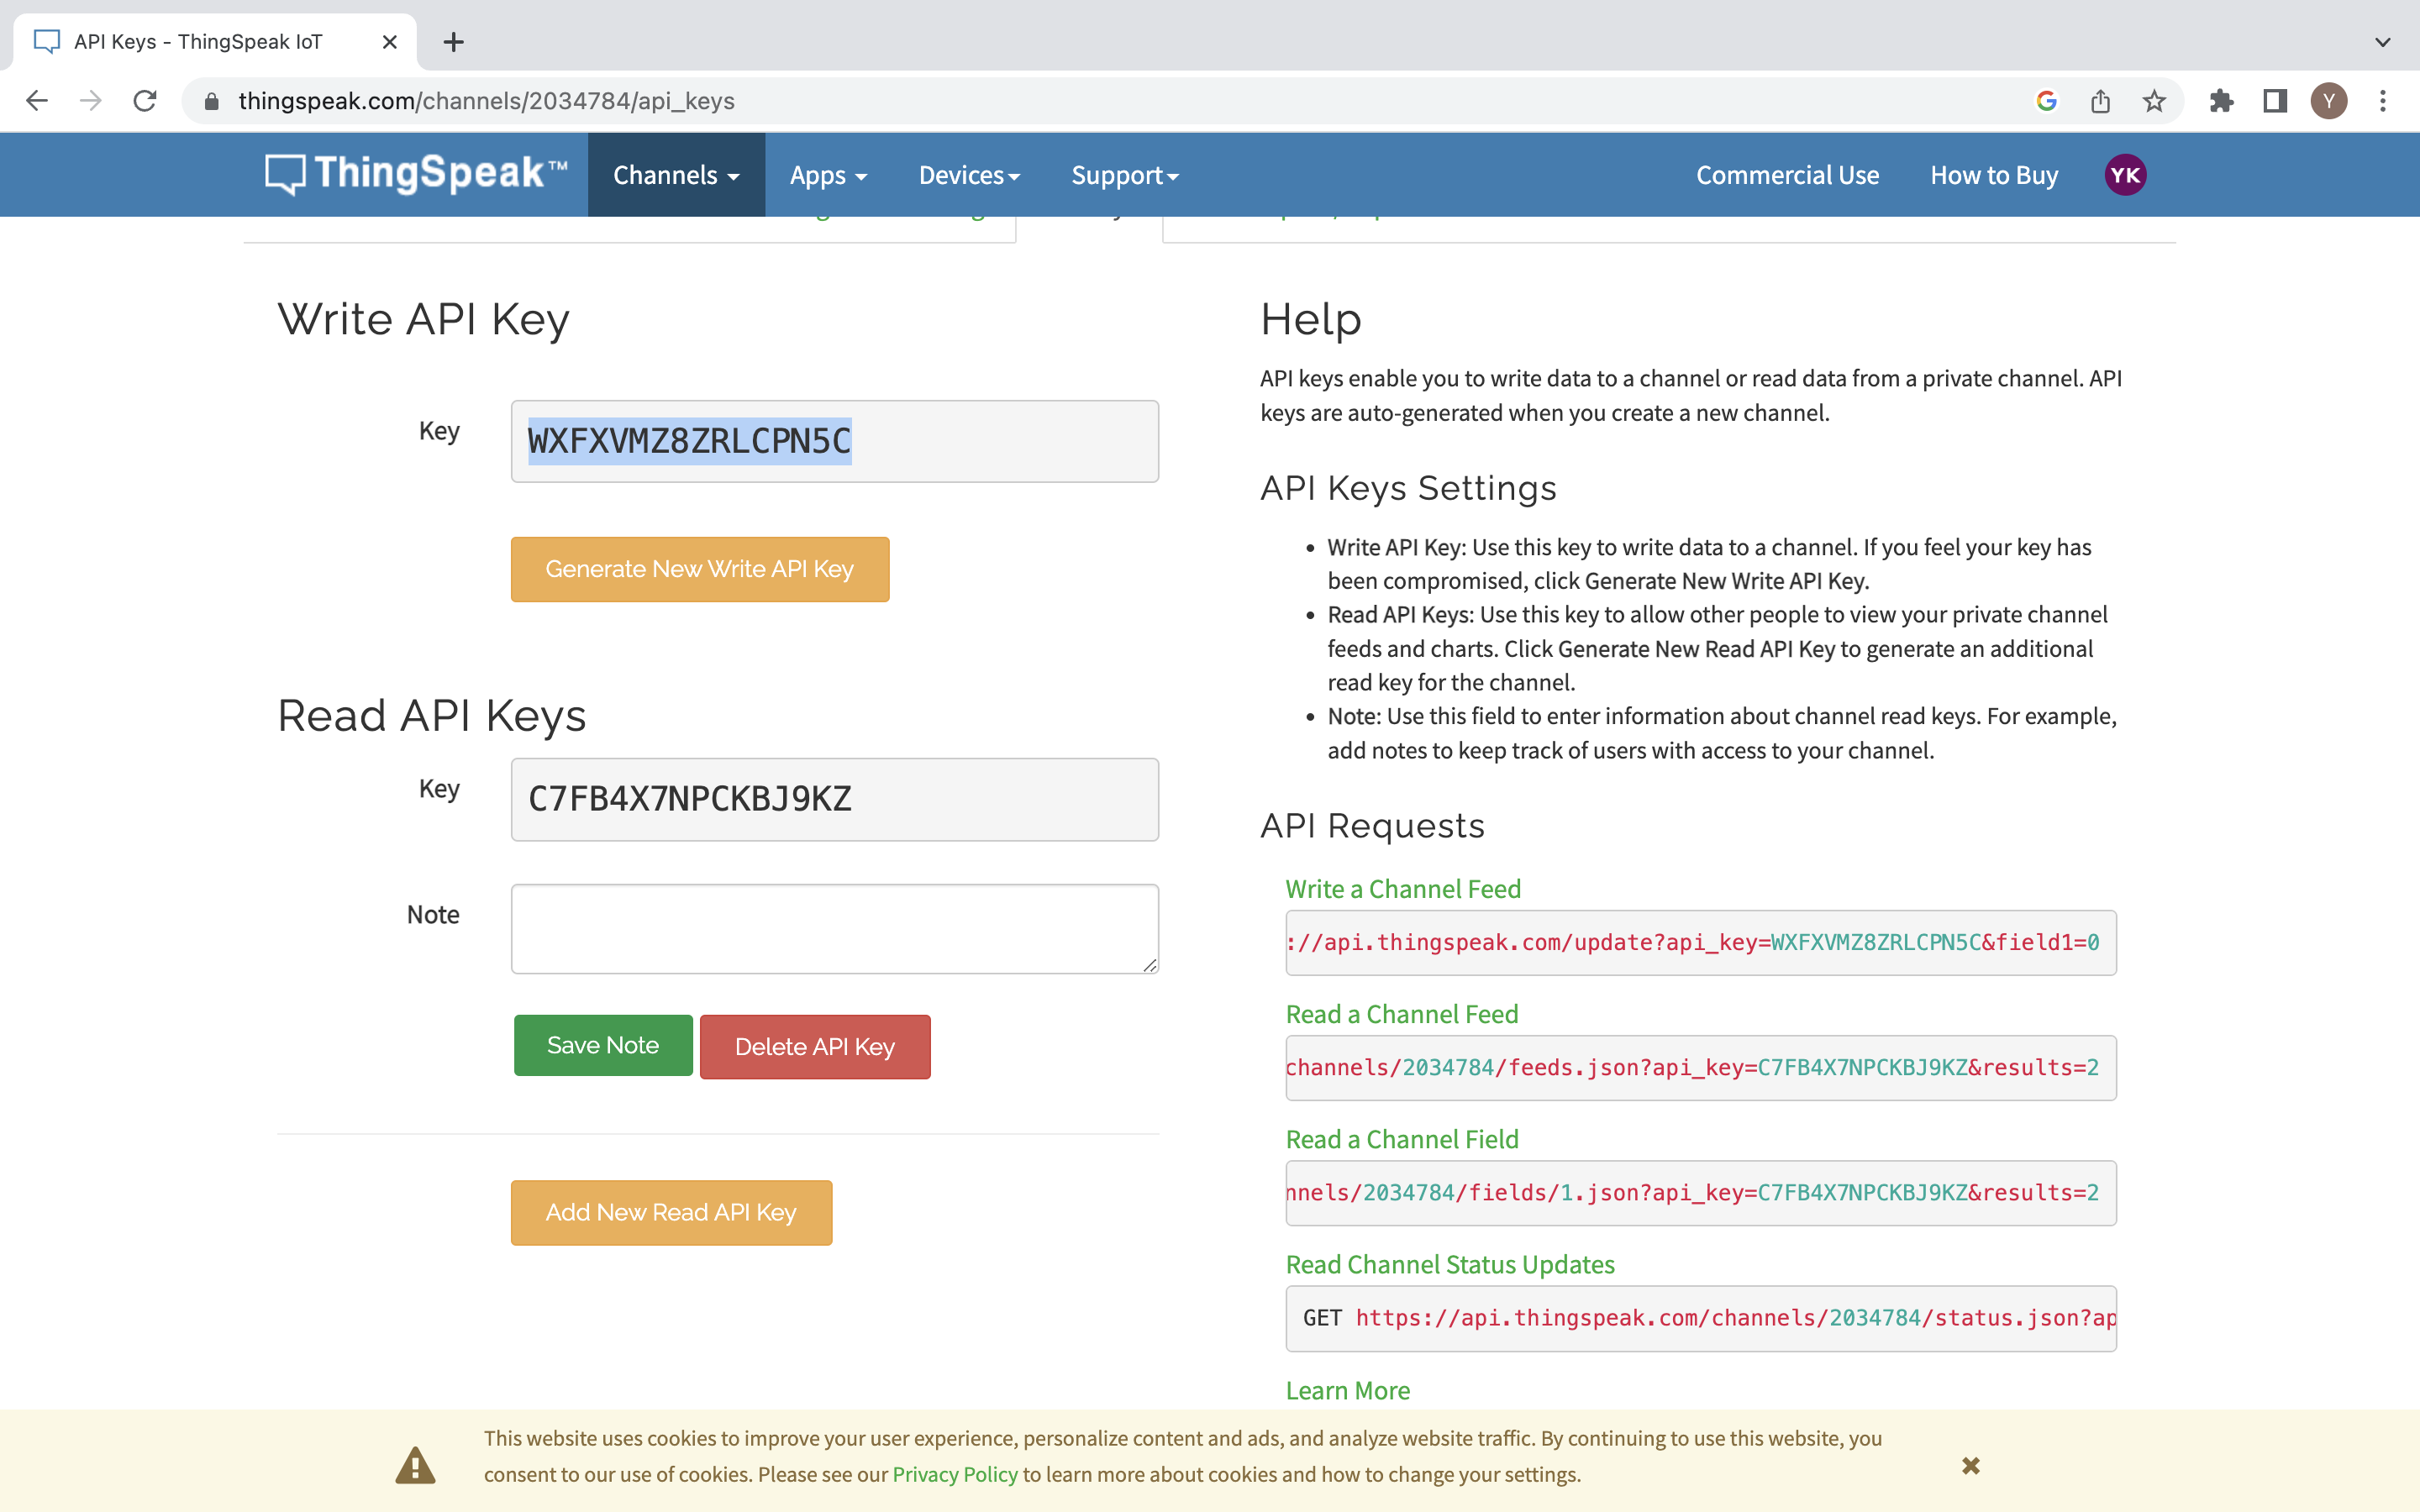 API Keys - ThingSpeak IoT
thingspeak.com/channels/2034784/api_keys
Y
ThingSpeak™
Channels
Apps
Devices
Support
Commercial Use
How to Buy
YK
Write API Key
Key
WXFXVMZ8ZRLCPN5C
Generate New Write API Key
Read API Keys
Key
C7FB4X7NPCKBJ9KZ
Note
Save Note
Delete API Key
Add New Read API Key
Help
API keys enable you to write data to a channel or read data from a private channel. API
keys are auto-generated when you create a new channel.
API Keys Settings
• Write API Key: Use this key to write data to a channel. If you feel your key has
been compromised, click Generate New Write API Key.
• Read API Keys: Use this key to allow other people to view your private channel
feeds and charts. Click Generate New Read API Key to generate an additional
read key for the channel.
• Note: Use this field to enter information about channel read keys. For example,
add notes to keep track of users with access to your channel.
API Requests
Write a Channel Feed
://api.thingspeak.com/update?api_key=WXFXVMZ8ZRLCPN5C&field1=0
Read a Channel Feed
channels/2034784/feeds.json?api_key=C7FB4X7NPCKBJ9KZ&results=2
Read a Channel Field
nnels/2034784/fields/1.json?api_key=C7FB4X7NPCKBJ9KZ&results=2
Read Channel Status Updates
GET https://api.thingspeak.com/channels/2034784/status.json?ap
Learn More
This website uses cookies to improve your user experience, personalize content and ads, and analyze website traffic. By continuing to use this website, you
consent to our use of cookies. Please see our Privacy Policy to learn more about cookies and how to change your settings.